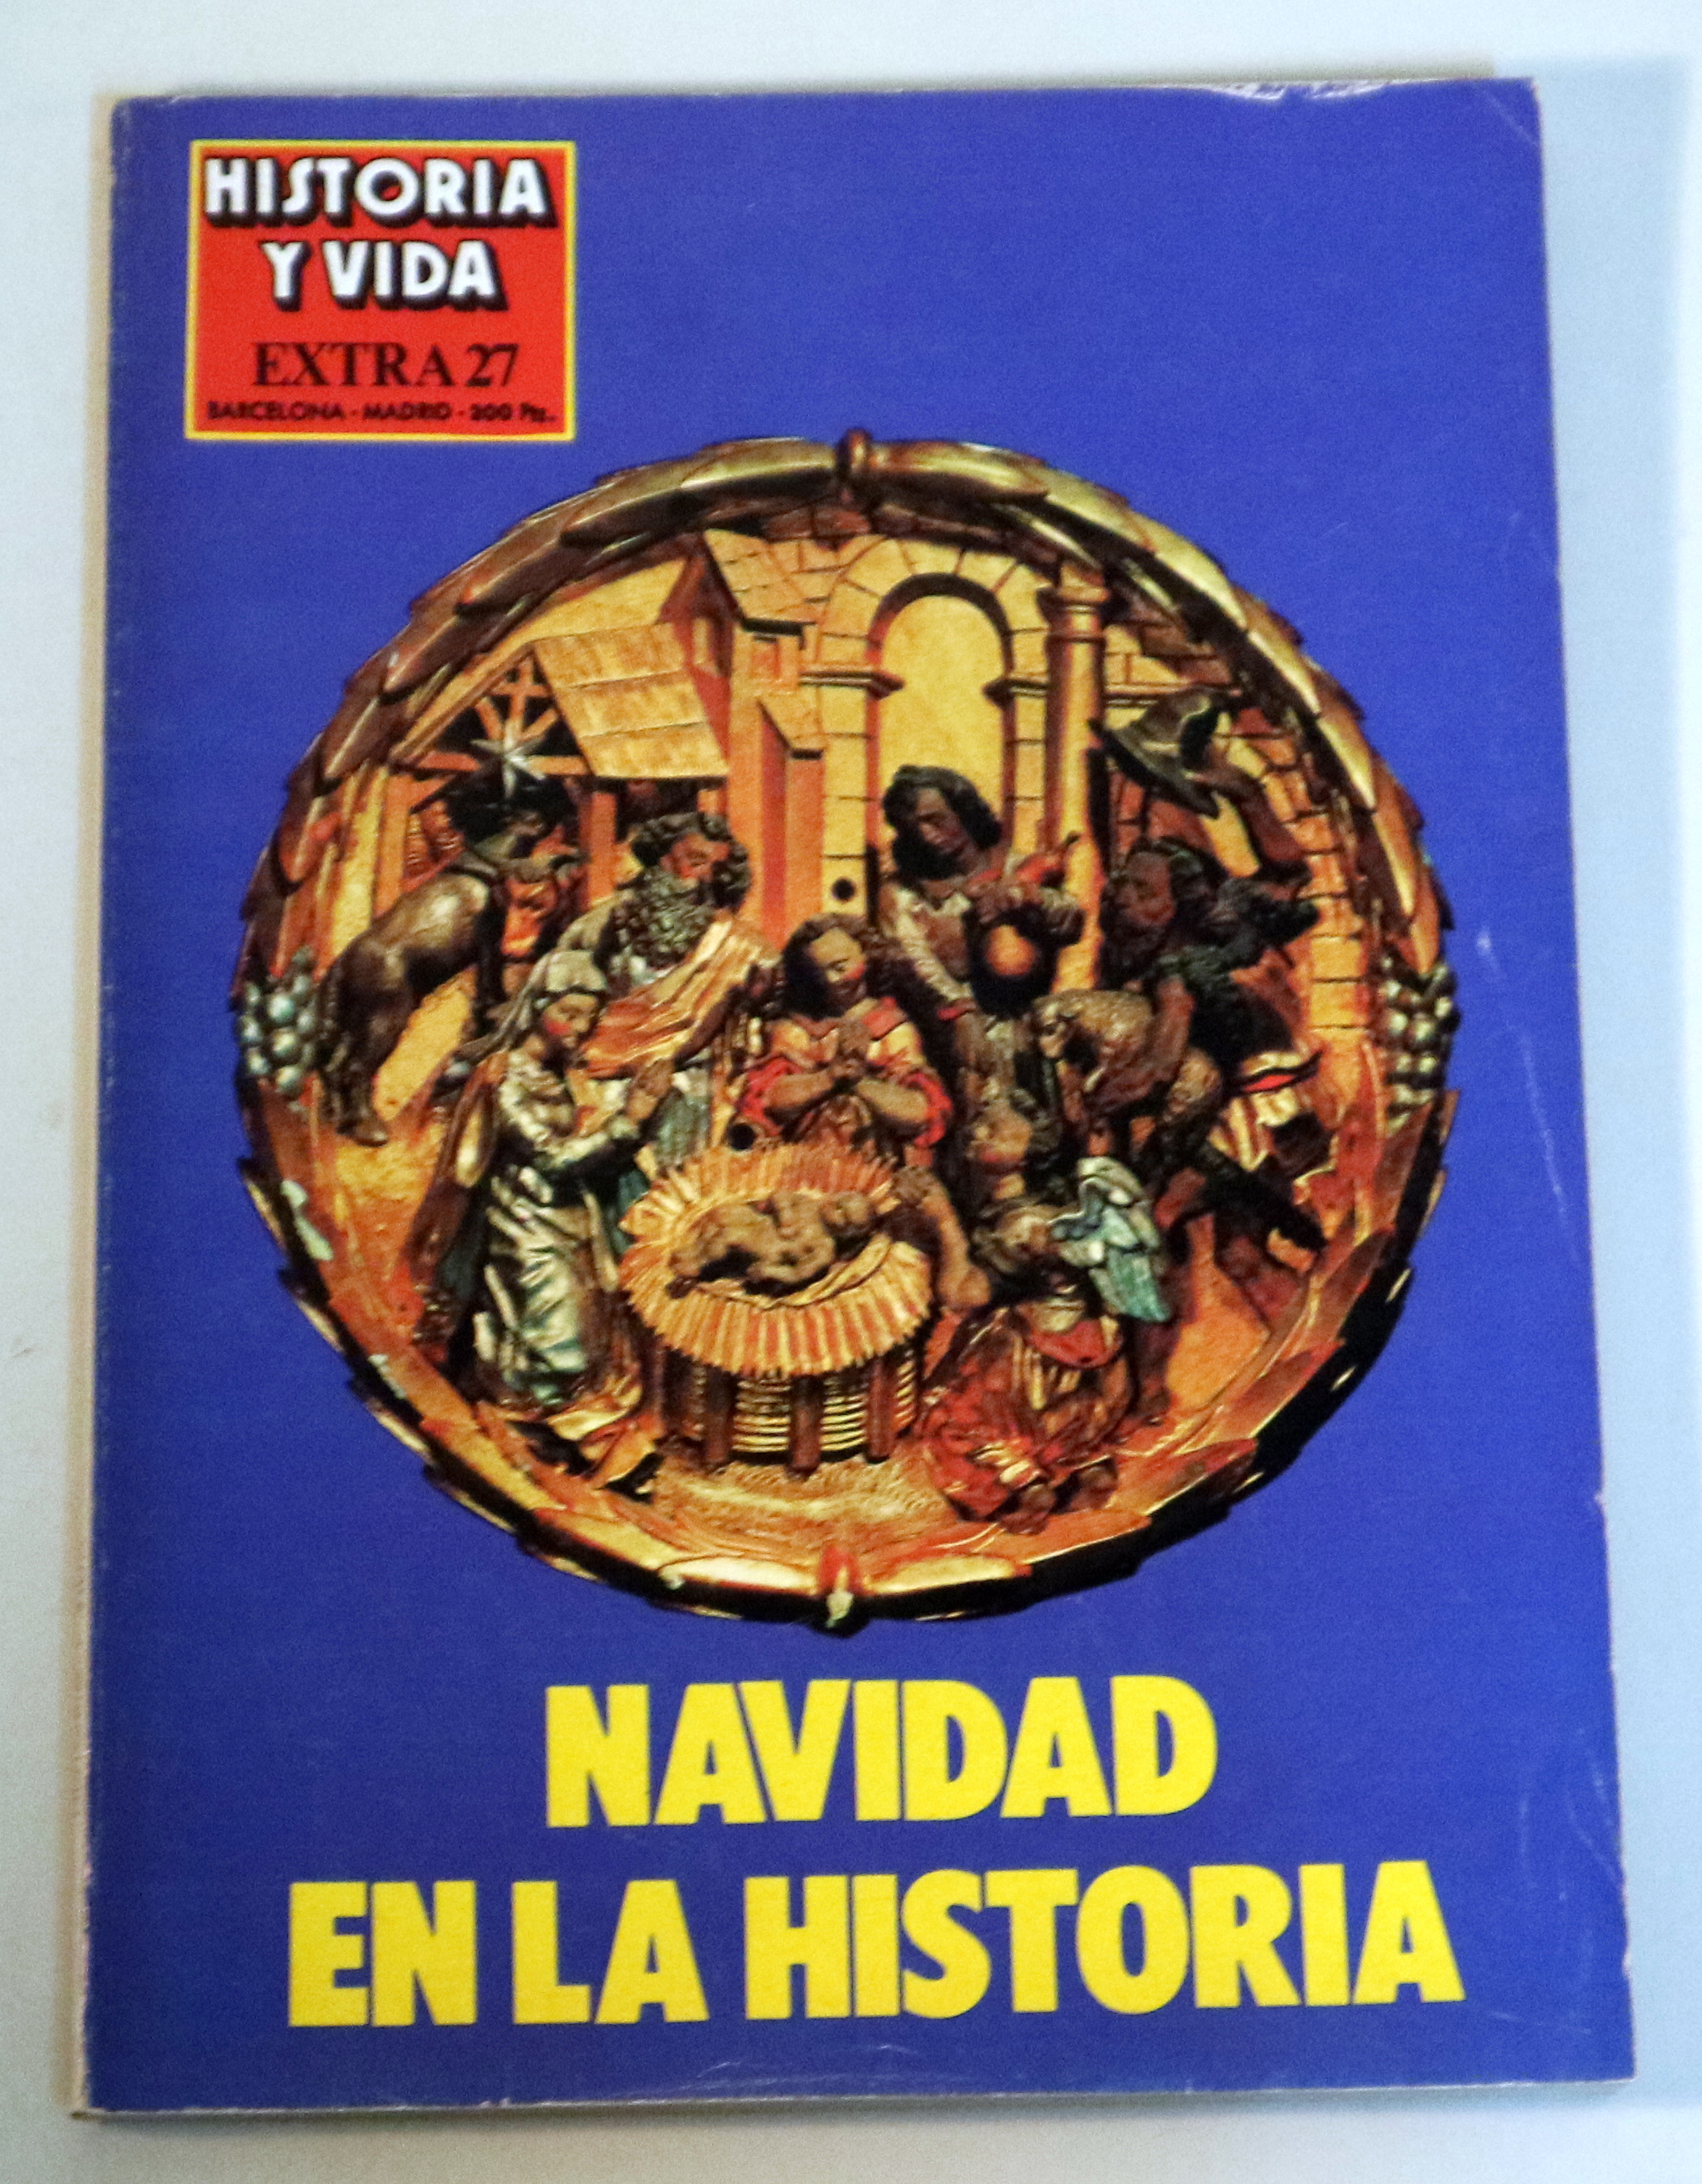 HISTORIA
Y VIDA
EXTRA 27
BARCELONA - MADRID - 200 Pts.
NAVIDAD
EN LA HISTORIA